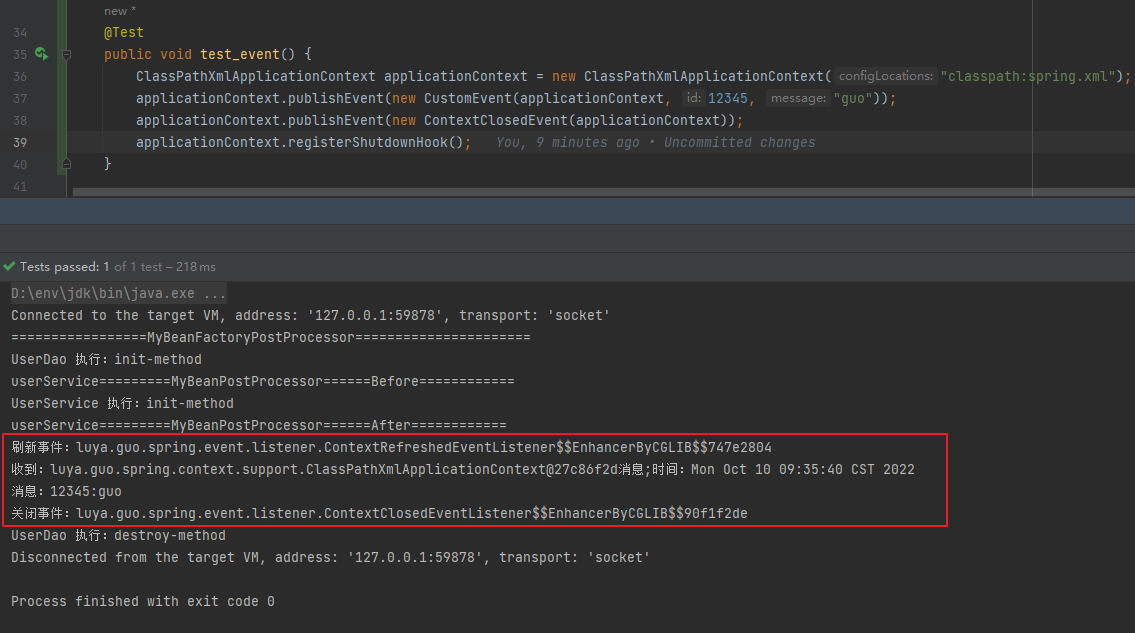 new *
34 @Test
35 public void test_event() {
36 ClassPathXmlApplicationContext applicationContext = new ClassPathXmlApplicationContext( configLocations: "classpath:spring.xml");
37 applicationContext.publishEvent(new CustomEvent(applicationContext, id: 12345, message: "guo"));
38 applicationContext.publishEvent(new ContextClosedEvent(applicationContext));
39 applicationContext.registerShutdownHook(); You, 9 minutes ago • Uncommitted changes
40 }
41
Tests passed: 1 of 1 test – 218 ms
D:\env\jdk\bin\java.exe ...
Connected to the target VM, address: '127.0.0.1:59878', transport: 'socket'
=================MyBeanFactoryPostProcessor======================
UserDao 执行：init-method
userService=========MyBeanPostProcessor======Before============
UserService 执行：init-method
userService=========MyBeanPostProcessor======After============
刷新事件：luya.guo.spring.event.listener.ContextRefreshedEventListener$$EnhancerByCGLIB$$747e2804
收到：luya.guo.spring.context.support.ClassPathXmlApplicationContext@27c86f2d消息;时间：Mon Oct 10 09:35:40 CST 2022
消息：12345:guo
关闭事件：luya.guo.spring.event.listener.ContextClosedEventListener$$EnhancerByCGLIB$$90f1f2de
UserDao 执行：destroy-method
Disconnected from the target VM, address: '127.0.0.1:59878', transport: 'socket'
Process finished with exit code 0